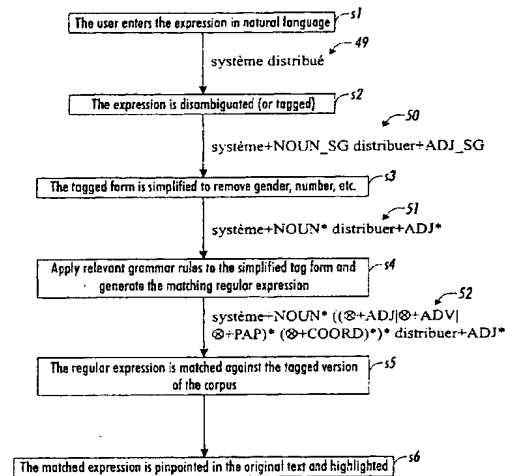 The user enters the expression in natural language
s1
49
système distribué
The expression is disambiguated (or tagged)
s2
50
système+NOUN_SG distribuer+ADJ_SG
The tagged form is simplified to remove gender, number, etc.
s3
51
système+NOUN* distribuer+ADJ*
Apply relevant grammar rules to the simplified tag form and
generate the matching regular expression
s4
52
système+NOUN* ((⊗+ADJ|⊗+ADV|
⊗+PAP)* (⊗+COORD)*)* distribuer+ADJ*
The regular expression is matched against the tagged version
of the corpus
s5
The matched expression is pinpointed in the original text and highlighted
s6